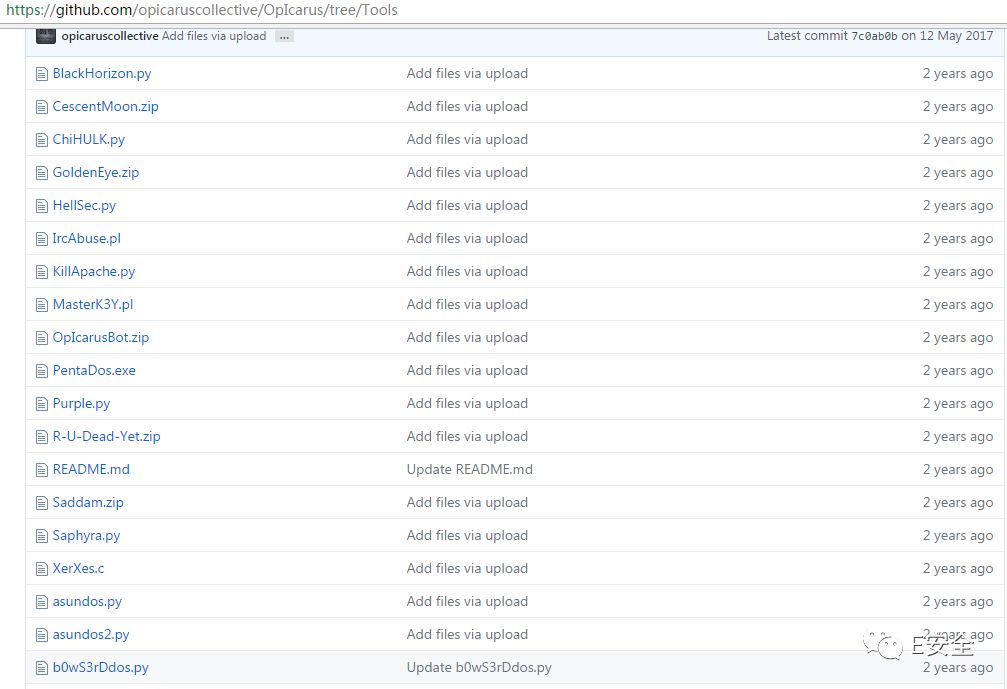 https://github.com/opicaruscollective/OpIcarus/tree/Tools
opicaruscollective Add files via upload ... Latest commit 7c0ab0b on 12 May 2017
BlackHorizon.py Add files via upload 2 years ago
CescentMoon.zip Add files via upload 2 years ago
ChiHULK.py Add files via upload 2 years ago
GoldenEye.zip Add files via upload 2 years ago
HellSec.py Add files via upload 2 years ago
IrcAbuse.pl Add files via upload 2 years ago
KillApache.py Add files via upload 2 years ago
MasterK3Y.pl Add files via upload 2 years ago
OpIcarusBot.zip Add files via upload 2 years ago
PentaDos.exe Add files via upload 2 years ago
Purple.py Add files via upload 2 years ago
R-U-Dead-Yet.zip Add files via upload 2 years ago
README.md Update README.md 2 years ago
Saddam.zip Add files via upload 2 years ago
Saphyra.py Add files via upload 2 years ago
XerXes.c Add files via upload 2 years ago
asundos.py Add files via upload 2 years ago
asundos2.py Add files via upload 2 years ago
E安全
b0wS3rDdos.py Update b0wS3rDdos.py 2 years ago